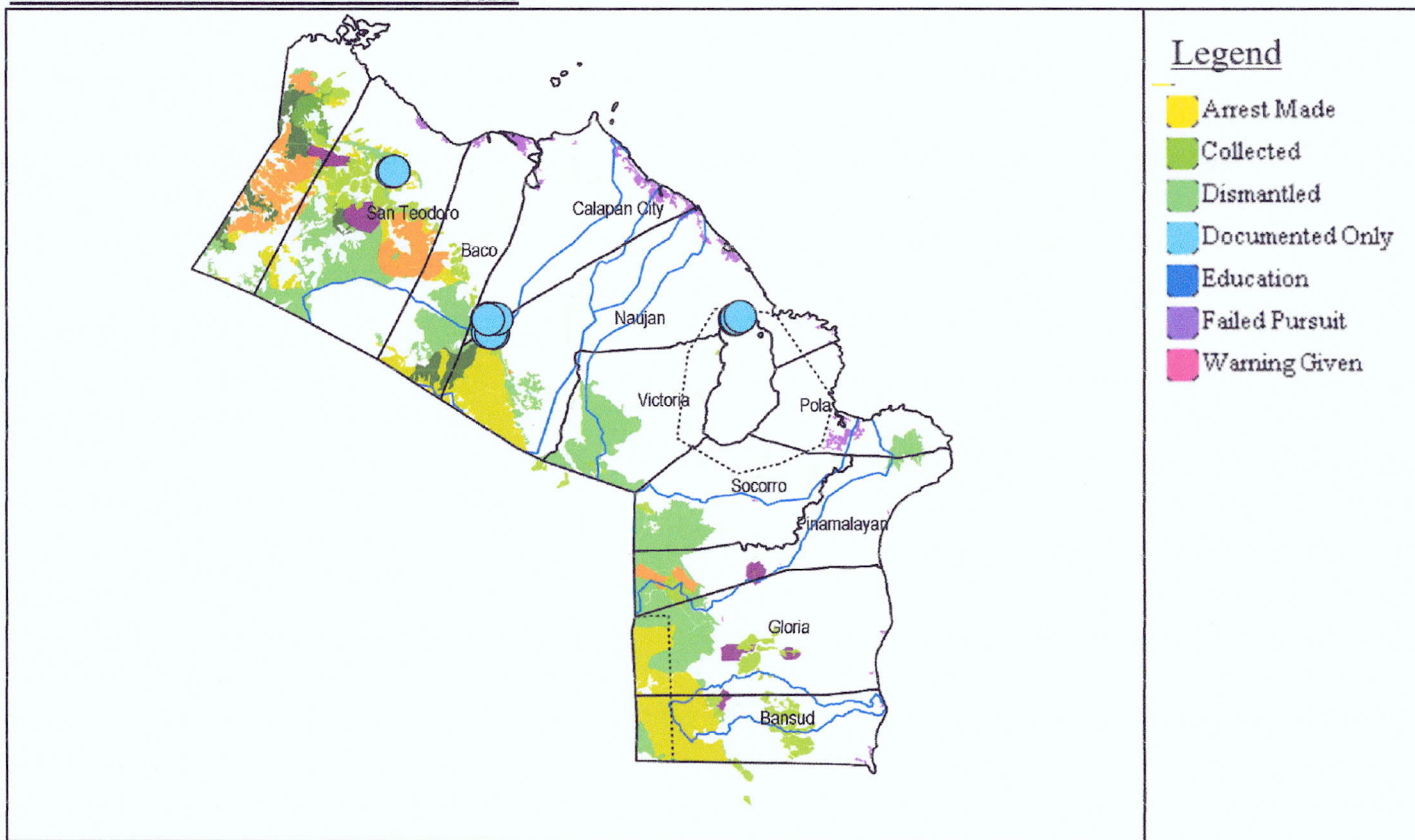 San Teodoro
Calapan City
Baco
Naujan
Victoria
Pola
Socorro
Pinamalayan
Gloria
Bansud
Legend
Arrest Made
Collected
Dismantled
Documented Only
Education
Failed Pursuit
Warning Given